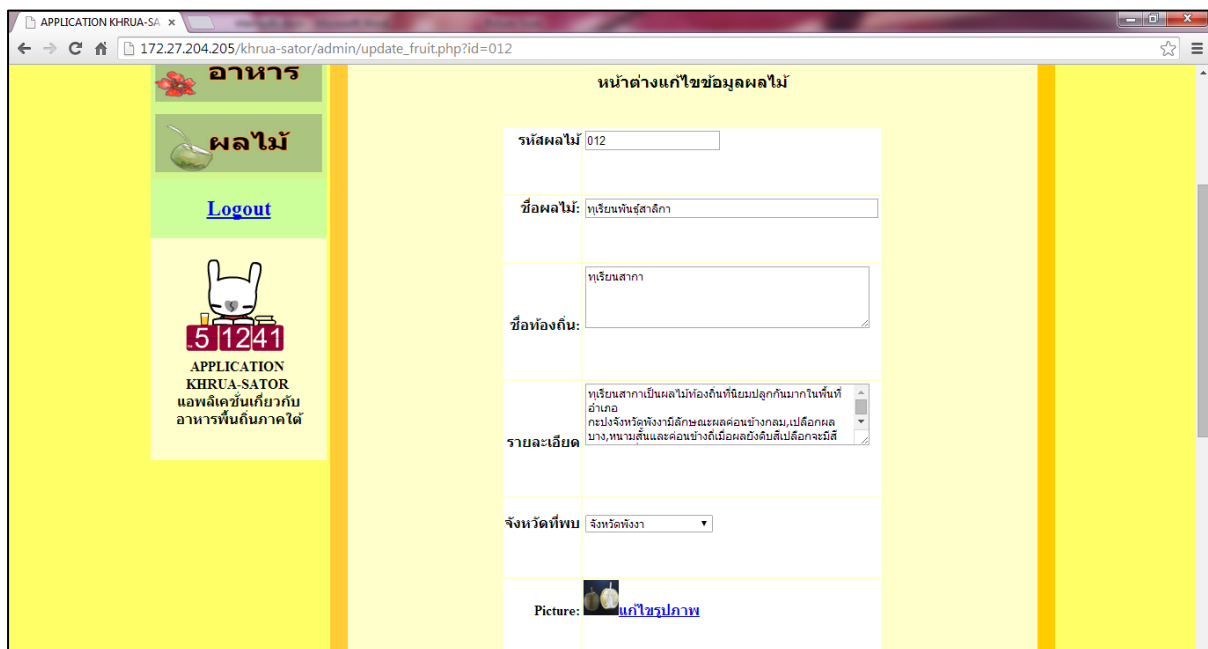 APPLICATION KHRUA-SA
172.27.204.205/khrua-sator/admin/update_fruit.php?id=012
อาหาร
ผลไม้
Logout
5 1241
APPLICATION
KHRUA-SATOR
แอพลิเคชั่นเกี่ยวกับ
อาหารพื้นถิ่นภาคใต้
หน้าต่างแก้ไขข้อมูลผลไม้
รหัสผลไม้ 012
ชื่อผลไม้: ทุเรียนพันธุ์สาลิกา
ชื่อท้องถิ่น: ทุเรียนสากา
รายละเอียด
ทุเรียนสากาเป็นผลไม้ท้องถิ่นที่นิยมปลูกกันมากในพื้นที่
อำเภอ
กะปงจังหวัดพังงามีลักษณะผลค่อนข้างกลม,เปลือกผล
บาง,หนามสั้นและค่อนข้างถี่เมื่อผลยังดิบสีเปลือกจะมีสี
จังหวัดที่พบ จังหวัดพังงา
Picture: แก้ไขรูปภาพ